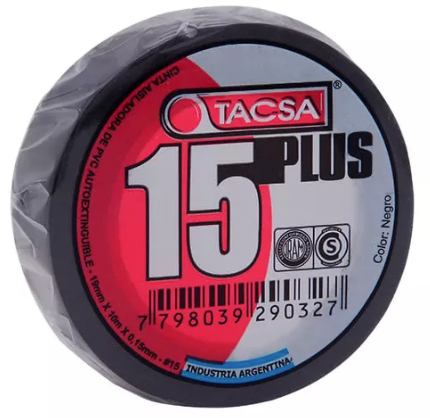 TACSA®
15 PLUS
CINTA AISLADORA DE PVC AUTOEXTINGUIBLE - 19mm X 10m X 0,15mm - #15
Color: Negro
S
7 798039 290327
INDUSTRIA ARGENTINA